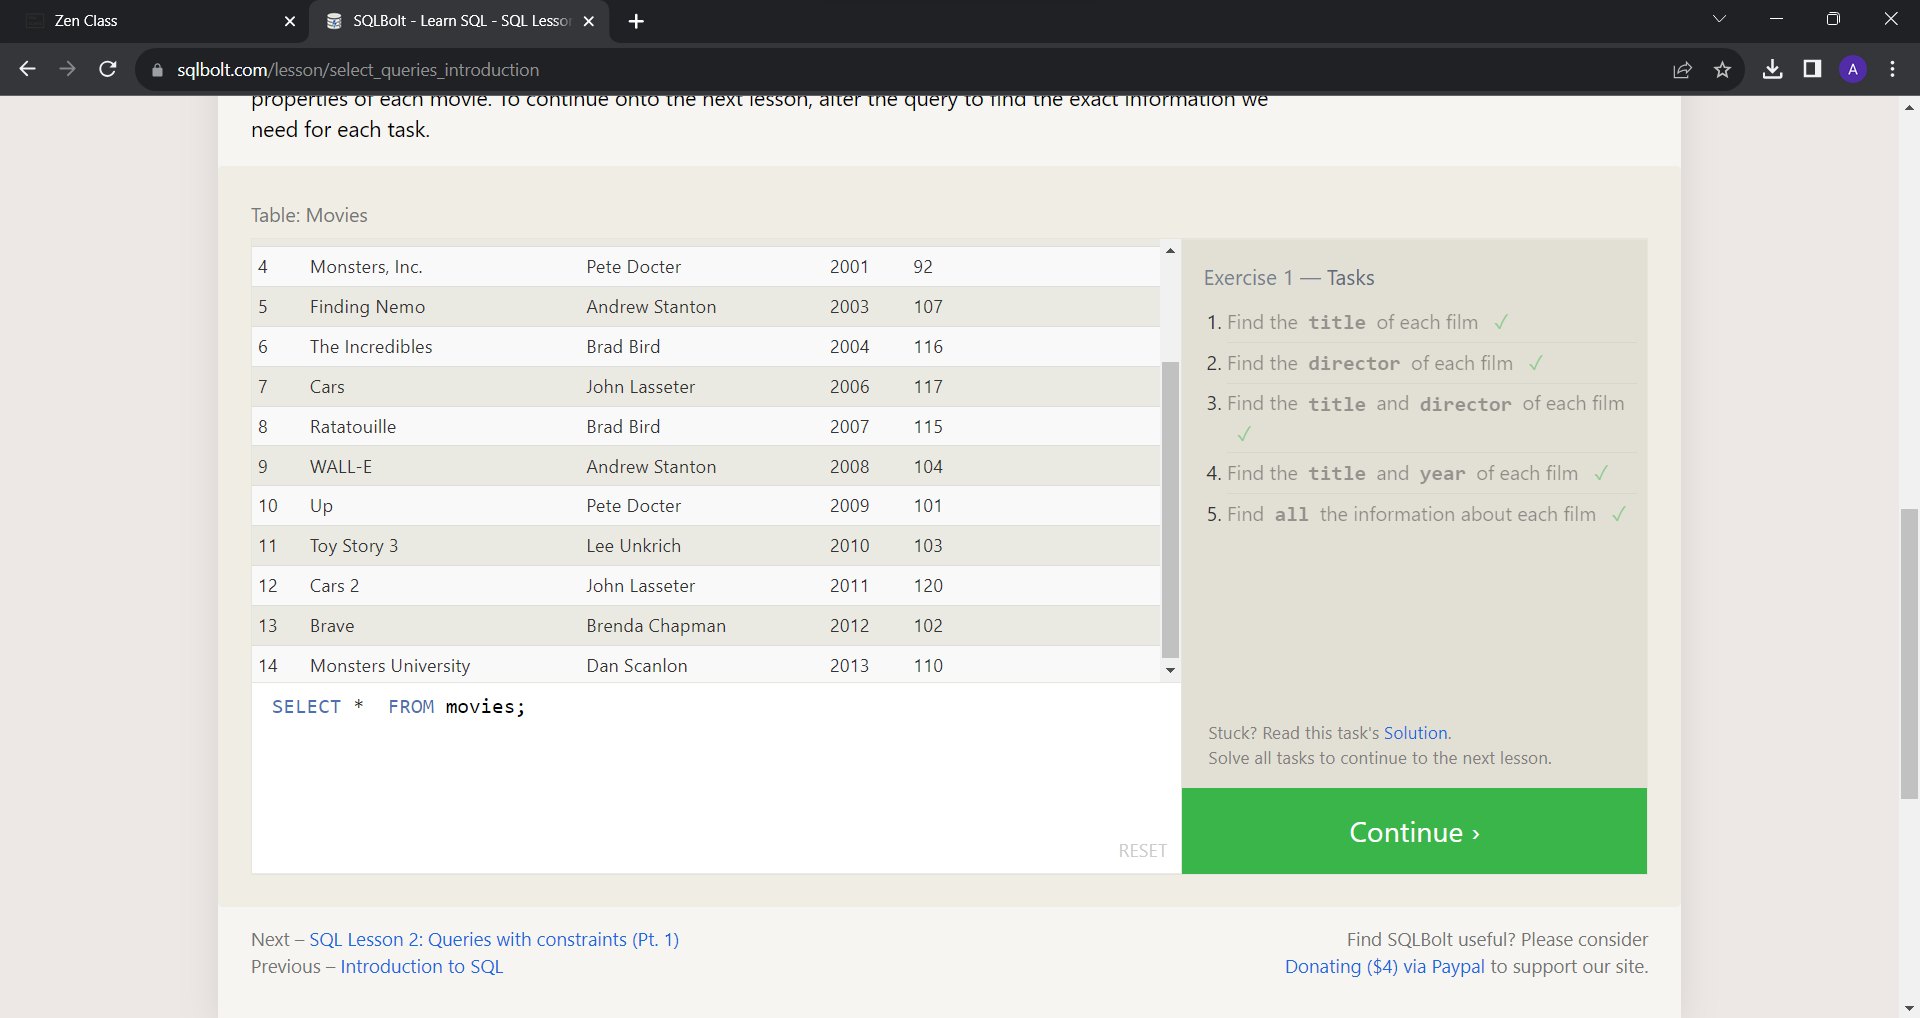 Zen Class
SQLBolt - Learn SQL - SQL Lesso
sqlbolt.com/lesson/select_queries_introduction
A
properties of each movie. To continue onto the next lesson, alter the query to find the exact information we
need for each task.
Table: Movies
4 Monsters, Inc. Pete Docter 2001 92
5 Finding Nemo Andrew Stanton 2003 107
6 The Incredibles Brad Bird 2004 116
7 Cars John Lasseter 2006 117
8 Ratatouille Brad Bird 2007 115
9 WALL-E Andrew Stanton 2008 104
10 Up Pete Docter 2009 101
11 Toy Story 3 Lee Unkrich 2010 103
12 Cars 2 John Lasseter 2011 120
13 Brave Brenda Chapman 2012 102
14 Monsters University Dan Scanlon 2013 110
SELECT * FROM movies;
RESET
Exercise 1 — Tasks
1. Find the title of each film ✓
2. Find the director of each film ✓
3. Find the title and director of each film
✓
4. Find the title and year of each film ✓
5. Find all the information about each film ✓
Stuck? Read this task's Solution.
Solve all tasks to continue to the next lesson.
Continue ›
Next – SQL Lesson 2: Queries with constraints (Pt. 1)
Previous – Introduction to SQL
Find SQLBolt useful? Please consider
Donating ($4) via Paypal to support our site.